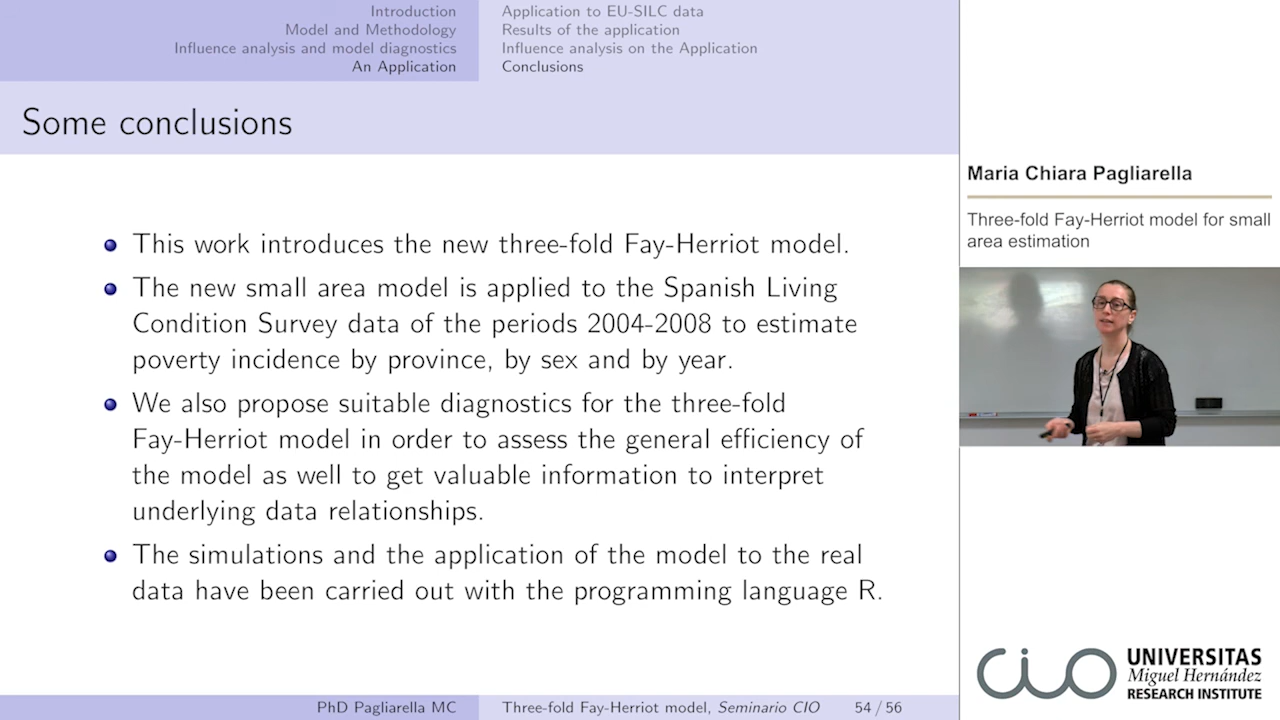 Introduction
Model and Methodology
Influence analysis and model diagnostics
An Application
Application to EU-SILC data
Results of the application
Influence analysis on the Application
Conclusions
Some conclusions
This work introduces the new three-fold Fay-Herriot model.
The new small area model is applied to the Spanish Living
Condition Survey data of the periods 2004-2008 to estimate
poverty incidence by province, by sex and by year.
We also propose suitable diagnostics for the three-fold
Fay-Herriot model in order to assess the general efficiency of
the model as well to get valuable information to interpret
underlying data relationships.
The simulations and the application of the model to the real
data have been carried out with the programming language R.
PhD Pagliarella MC
Three-fold Fay-Herriot model, Seminario CIO
54 / 56
Maria Chiara Pagliarella
Three-fold Fay-Herriot model for small
area estimation
cio
UNIVERSITAS
Miguel Hernández
RESEARCH INSTITUTE